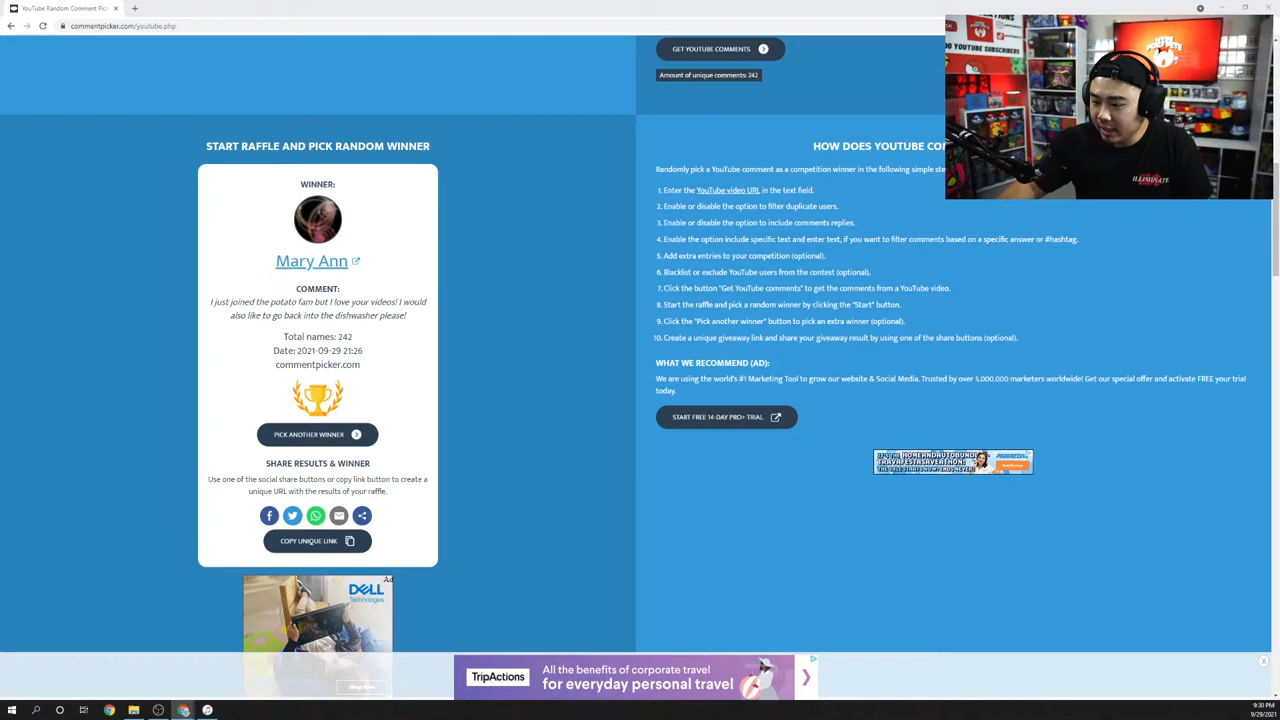 YouTube Random Comment Pick
commentpicker.com/youtube.php
GET YOUTUBE COMMENTS
Amount of unique comments: 242
START RAFFLE AND PICK RANDOM WINNER
WINNER:
Mary Ann
COMMENT:
I just joined the potato fam but I love your videos! I would
also like to go back into the dishwasher please!
Total names: 242
Date: 2021-09-29 21:26
commentpicker.com
PICK ANOTHER WINNER
SHARE RESULTS & WINNER
Use one of the social share buttons or copy link button to create a
unique URL with the results of your raffle.
COPY UNIQUE LINK
Ad
DELL
Technologies
HOW DOES YOUTUBE CO
Randomly pick a YouTube comment as a competition winner in the following simple ste
1. Enter the YouTube video URL in the text field.
2. Enable or disable the option to filter duplicate users.
3. Enable or disable the option to include comments replies.
4. Enable the option include specific text and enter text, if you want to filter comments based on a specific answer or #hashtag.
5. Add extra entries to your competition (optional).
6. Blacklist or exclude YouTube users from the contest (optional).
7. Click the button "Get YouTube comments" to get the comments from a YouTube video.
8. Start the raffle and pick a random winner by clicking the "Start" button.
9. Click the "Pick another winner" button to pick an extra winner (optional).
10. Create a unique giveaway link and share your giveaway result by using one of the share buttons (optional).
WHAT WE RECOMMEND (AD):
We are using the world's #1 Marketing Tool to grow our website & Social Media. Trusted by over 5.000.000 marketers worldwide! Get our special offer and activate FREE your trial
today.
START FREE 14-DAY PRO+ TRIAL
PROGRESSIVE
TripActions
All the benefits of corporate travel
for everyday personal travel
YOUTUBE SUBSCRIBERS
ILLIMINATE
9:30 PM
9/29/2021